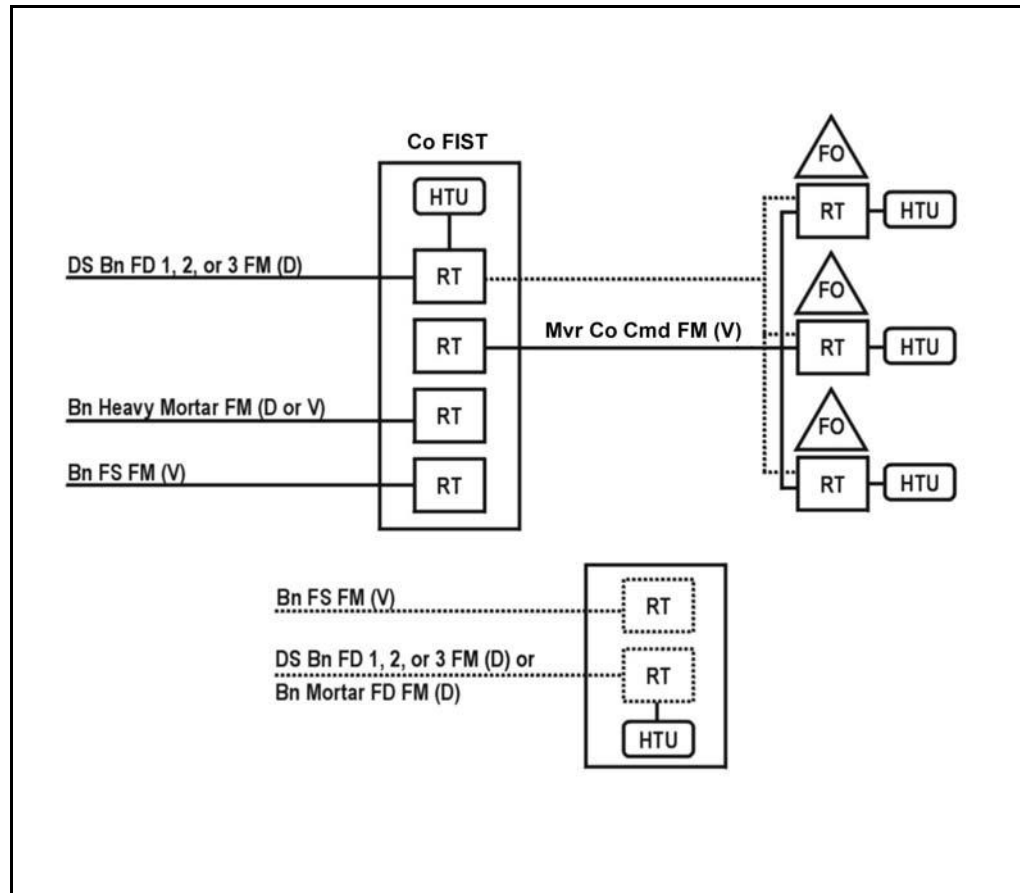 Co FIST
HTU
DS Bn FD 1, 2, or 3 FM (D)
RT
RT
Mvr Co Cmd FM (V)
Bn Heavy Mortar FM (D or V)
RT
Bn FS FM (V)
RT
FO
RT
HTU
FO
RT
HTU
FO
RT
HTU
Bn FS FM (V)
RT
DS Bn FD 1, 2, or 3 FM (D) or
Bn Mortar FD FM (D)
RT
HTU